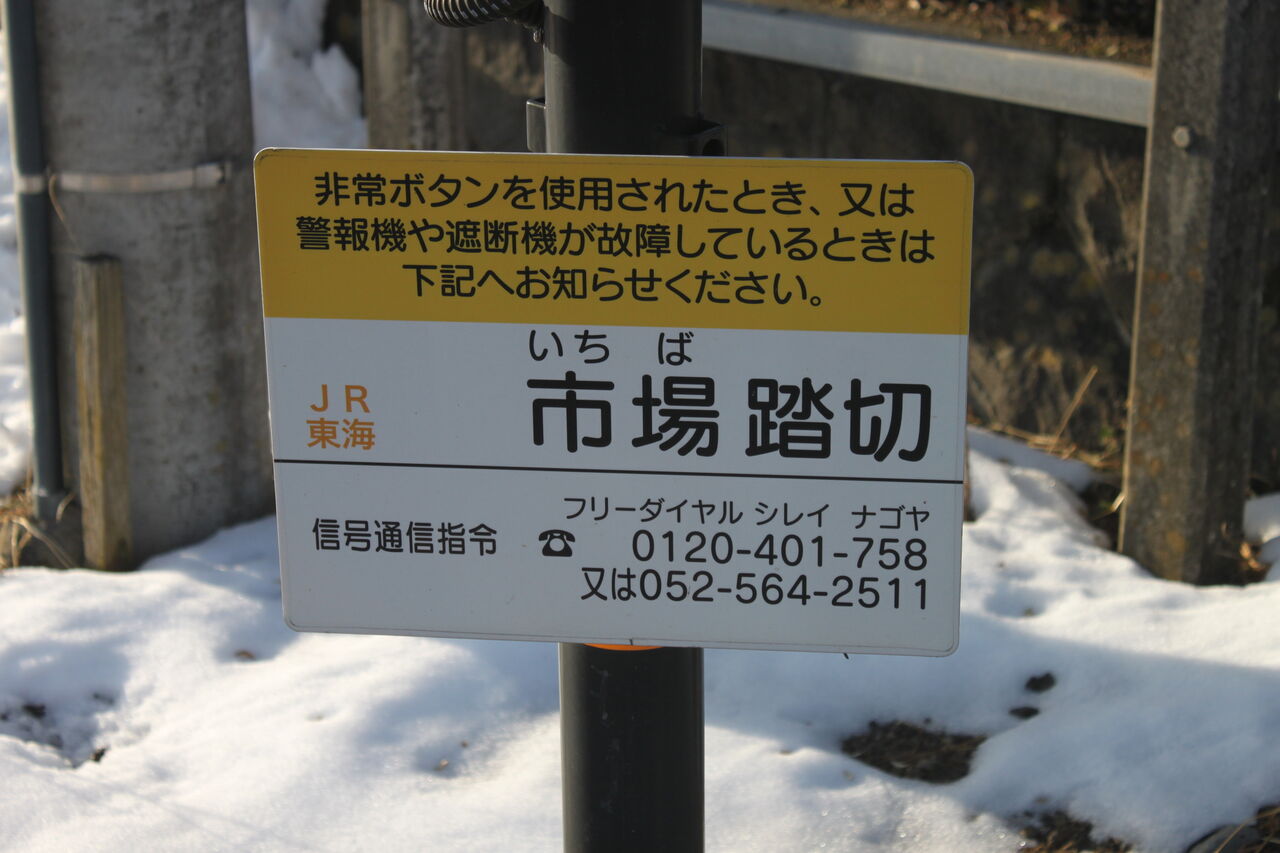 非常ボタンを使用されたとき、又は
警報機や遮断機が故障しているときは
下記へお知らせください。
いちば
市場踏切
JR
東海
フリーダイヤル シレイ ナゴヤ
信号通信指令 ☎ 0120-401-758
又は052-564-2511